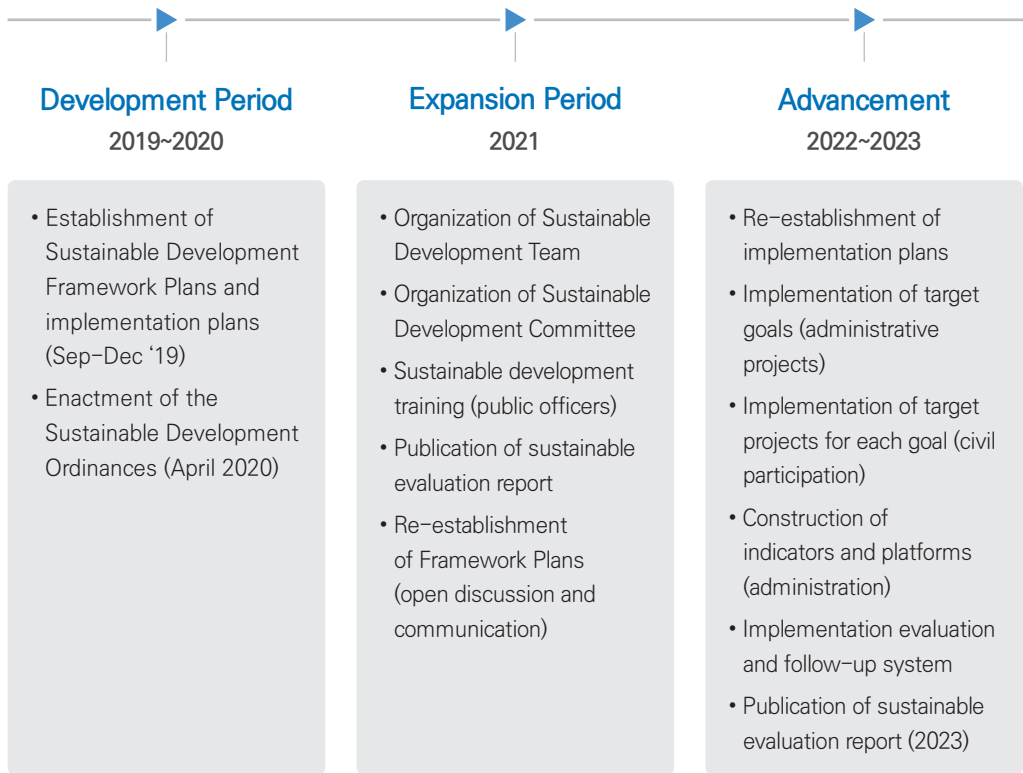 Development Period
2019~2020
• Establishment of
Sustainable Development
Framework Plans and
implementation plans
(Sep-Dec ‘19)
• Enactment of the
Sustainable Development
Ordinances (April 2020)
Expansion Period
2021
• Organization of Sustainable
Development Team
• Organization of Sustainable
Development Committee
• Sustainable development
training (public officers)
• Publication of sustainable
evaluation report
• Re-establishment
of Framework Plans
(open discussion and
communication)
Advancement
2022~2023
• Re-establishment of
implementation plans
• Implementation of target
goals (administrative
projects)
• Implementation of target
projects for each goal (civil
participation)
• Construction of
indicators and platforms
(administration)
• Implementation evaluation
and follow-up system
• Publication of sustainable
evaluation report (2023)